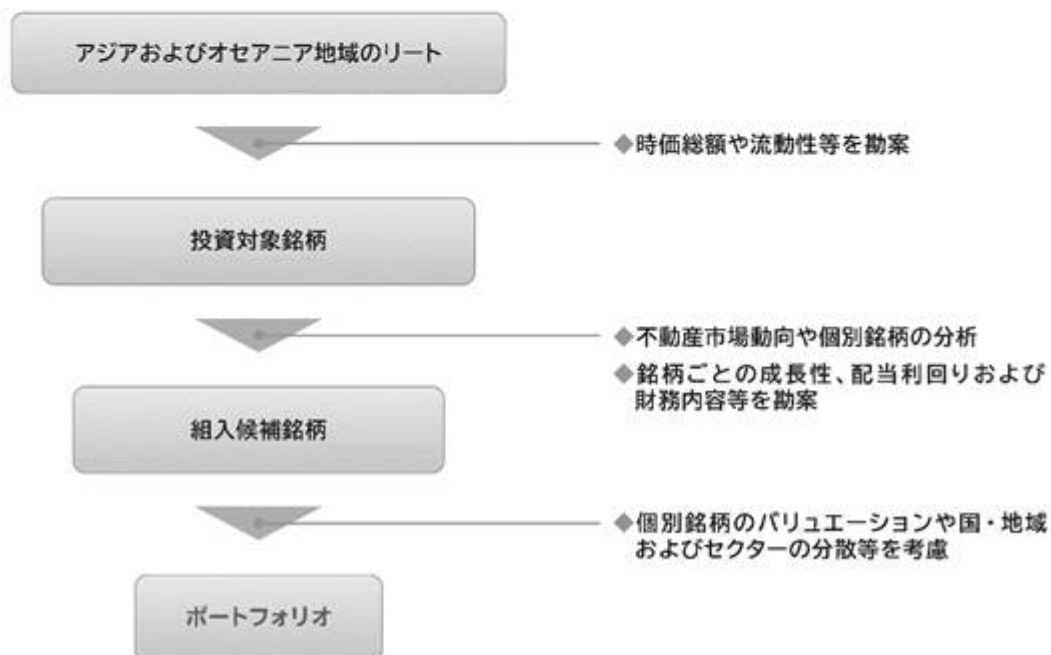 アジアおよびオセアニア地域のリート
◆時価総額や流動性等を勘案
投資対象銘柄
◆不動産市場動向や個別銘柄の分析
◆銘柄ごとの成長性、配当利回りおよび
財務内容等を勘案
組入候補銘柄
◆個別銘柄のバリュエーションや国・地域
およびセクターの分散等を考慮
ポートフォリオ